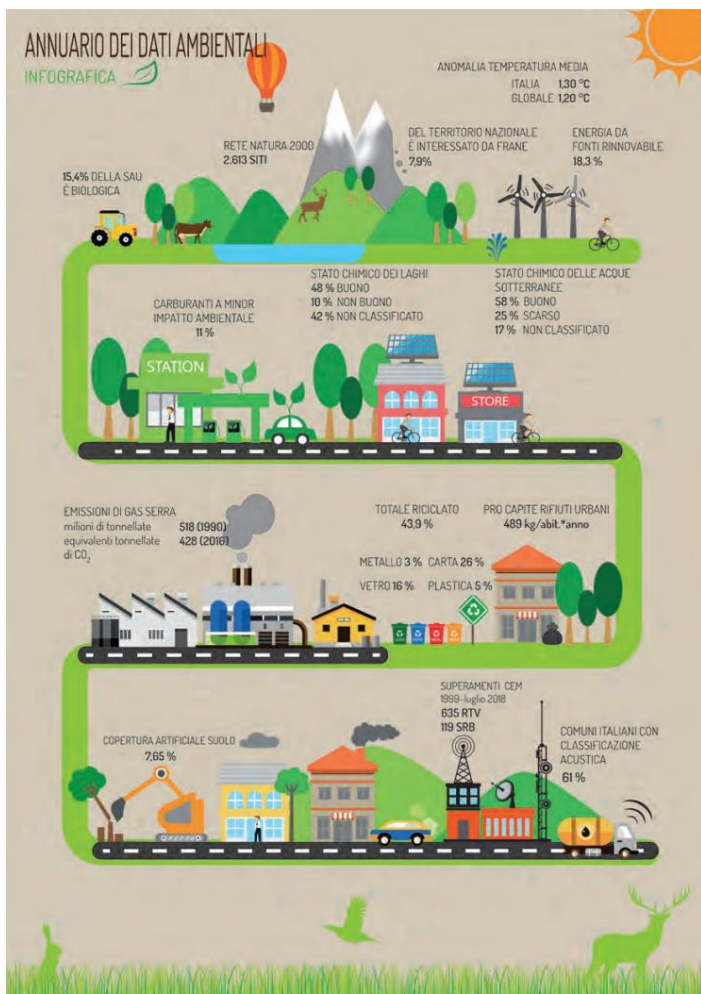 ANNUARIO DEI DATI AMBIENTALI
INFOGRAFICA
ANOMALIA TEMPERATURA MEDIA
ITALIA 1,30 °C
GLOBALE 1,20 °C
RETE NATURA 2000
2.613 SITI
DEL TERRITORIO NAZIONALE
È INTERESSATO DA FRANE
7,9%
ENERGIA DA
FONTI RINNOVABILE
18.3 %
15,4% DELLA SAU
È BIOLOGICA
STATO CHIMICO DEI LAGHI
48 % BUONO
10 % NON BUONO
42 % NON CLASSIFICATO
STATO CHIMICO DELLE ACQUE
SOTTERRANEE
58 % BUONO
25 % SCARSO
17 % NON CLASSIFICATO
CARBURANTI A MINOR
IMPATTO AMBIENTALE
11 %
STATION
STORE
EMISSIONI DI GAS SERRA
milioni di tonnellate 518 (1990)
equivalenti tonnellate 428 (2016)
di CO₂
TOTALE RICICLATO
43,9 %
PRO CAPITE RIFIUTI URBANI
489 kg/abit.*anno
METALLO 3 % CARTA 26 %
VETRO 16 % PLASTICA 5 %
SUPERAMENTI CEM
1999-luglio 2018
635 RTV
119 SRB
COMUNI ITALIANI CON
CLASSIFICAZIONE
ACUSTICA
61 %
COPERTURA ARTIFICIALE SUOLO
7,65 %